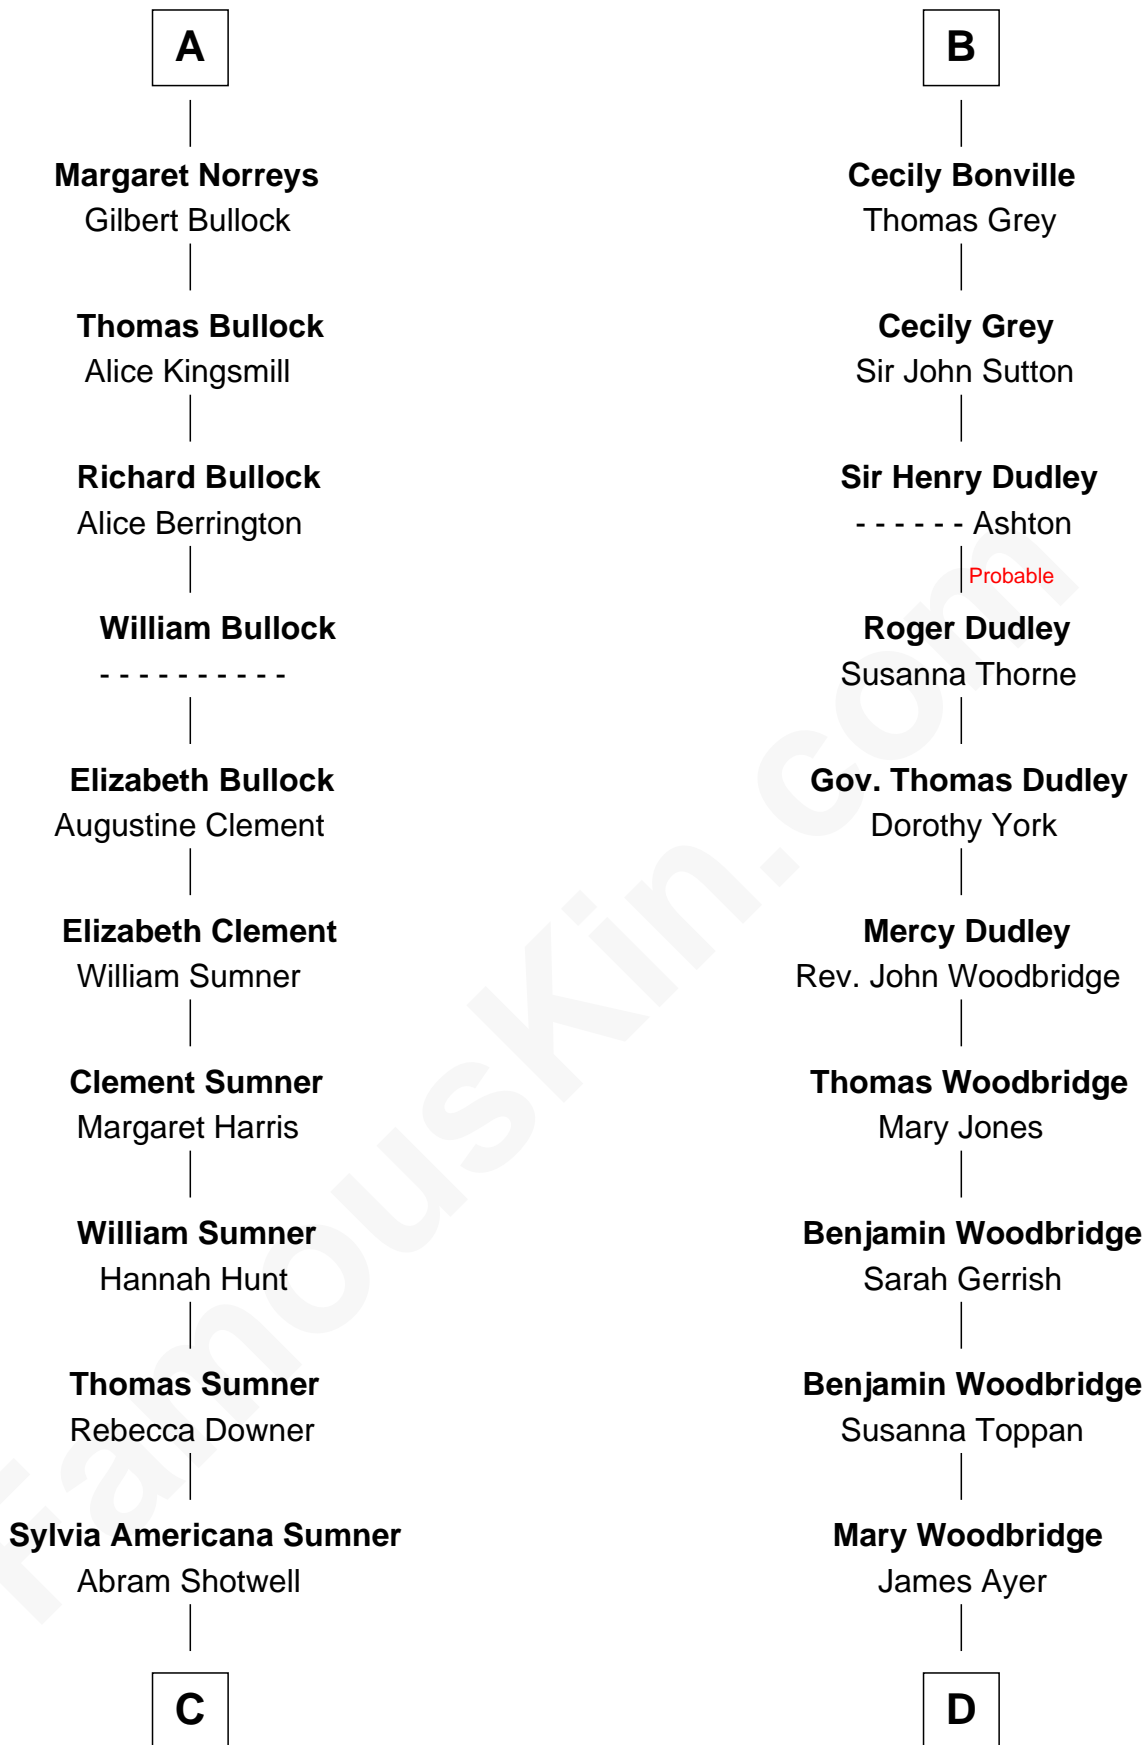 A
Margaret Norreys
Gilbert Bullock
Thomas Bullock
Alice Kingsmill
Richard Bullock
Alice Berrington
William Bullock
- - - - - - - - - -
Elizabeth Bullock
Augustine Clement
Elizabeth Clement
William Sumner
Clement Sumner
Margaret Harris
William Sumner
Hannah Hunt
Thomas Sumner
Rebecca Downer
Sylvia Americana Sumner
Abram Shotwell
C
B
Cecily Bonville
Thomas Grey
Cecily Grey
Sir John Sutton
Sir Henry Dudley
- - - - - - Ashton
Probable
Roger Dudley
Susanna Thorne
Gov. Thomas Dudley
Dorothy York
Mercy Dudley
Rev. John Woodbridge
Thomas Woodbridge
Mary Jones
Benjamin Woodbridge
Sarah Gerrish
Benjamin Woodbridge
Susanna Toppan
Mary Woodbridge
James Ayer
D
FamousKin.com